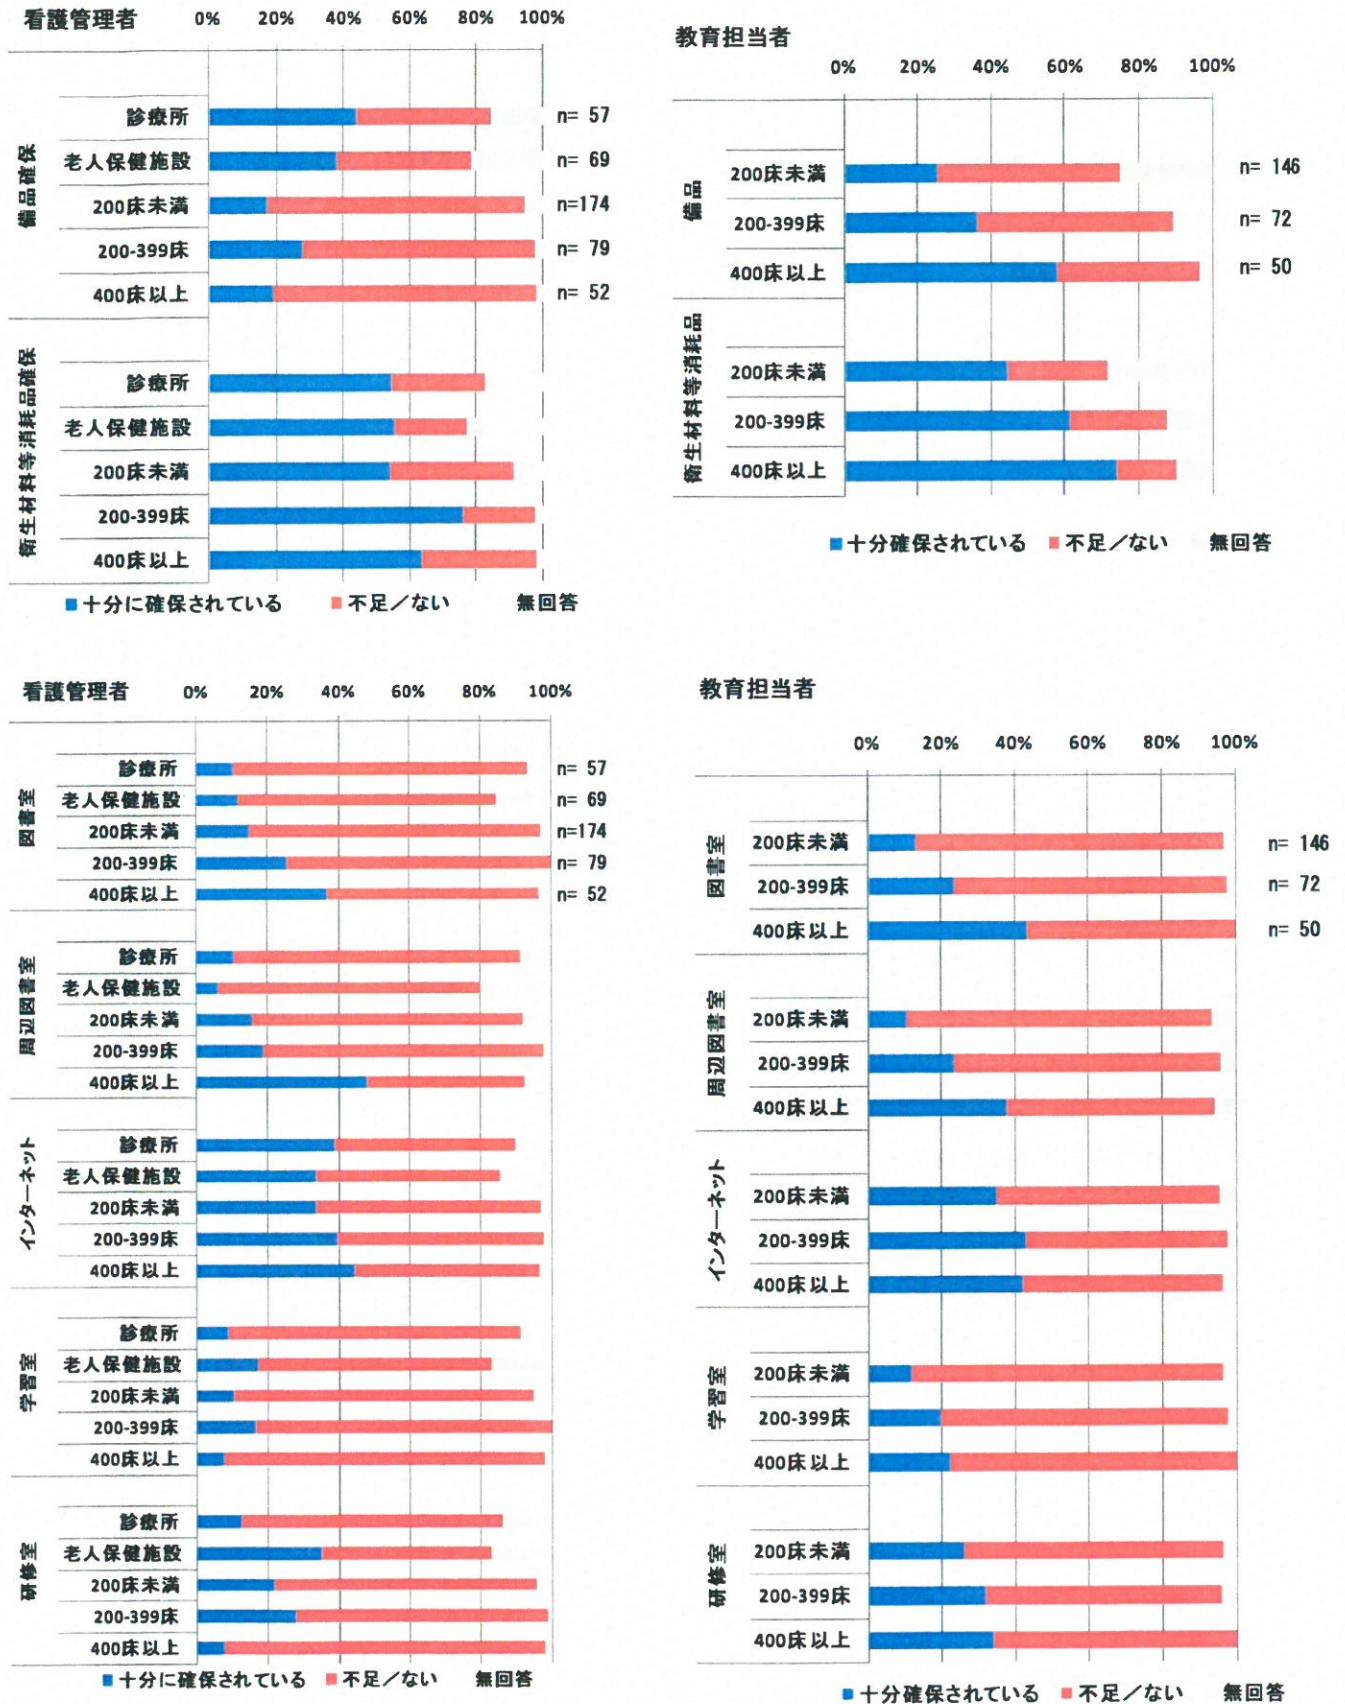 看護管理者
0% 20% 40% 60% 80% 100%
備品確保
診療所 n= 57
老人保健施設 n= 69
200床未満 n=174
200-399床 n= 79
400床以上 n= 52
衛生材料等消耗品確保
診療所
老人保健施設
200床未満
200-399床
400床以上
十分に確保されている 不足／ない 無回答
教育担当者
0% 20% 40% 60% 80% 100%
備品
200床未満 n= 146
200-399床 n= 72
400床以上 n= 50
衛生材料等消耗品
200床未満
200-399床
400床以上
十分確保されている 不足／ない 無回答
看護管理者
0% 20% 40% 60% 80% 100%
図書室
診療所 n= 57
老人保健施設 n= 69
200床未満 n=174
200-399床 n= 79
400床以上 n= 52
周辺図書室
診療所
老人保健施設
200床未満
200-399床
400床以上
インターネット
診療所
老人保健施設
200床未満
200-399床
400床以上
学習室
診療所
老人保健施設
200床未満
200-399床
400床以上
研修室
診療所
老人保健施設
200床未満
200-399床
400床以上
十分に確保されている 不足／ない 無回答
教育担当者
0% 20% 40% 60% 80% 100%
図書室
200床未満 n= 146
200-399床 n= 72
400床以上 n= 50
周辺図書室
200床未満
200-399床
400床以上
インターネット
200床未満
200-399床
400床以上
学習室
200床未満
200-399床
400床以上
研修室
200床未満
200-399床
400床以上
十分確保されている 不足／ない 無回答